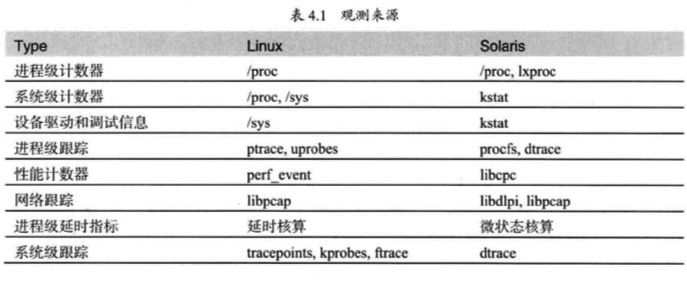 表 4.1 观测来源
Type Linux Solaris
进程级计数器 /proc /proc, lxproc
系统级计数器 /proc, /sys kstat
设备驱动和调试信息 /sys kstat
进程级跟踪 ptrace, uprobes procfs, dtrace
性能计数器 perf_event libcpc
网络跟踪 libpcap libdlpi, libpcap
进程级延时指标 延时核算 微状态核算
系统级跟踪 tracepoints, kprobes, ftrace dtrace